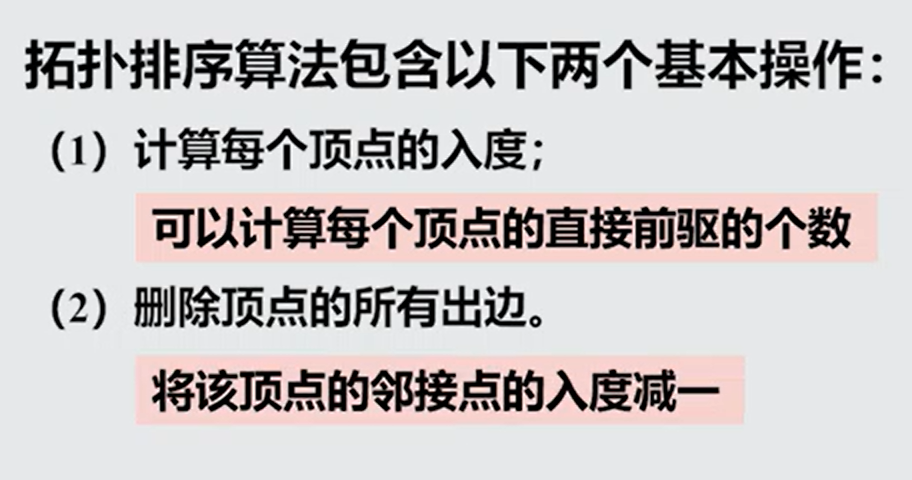 拓扑排序算法包含以下两个基本操作：
（1）计算每个顶点的入度；
可以计算每个顶点的直接前驱的个数
（2）删除顶点的所有出边。
将该顶点的邻接点的入度减一